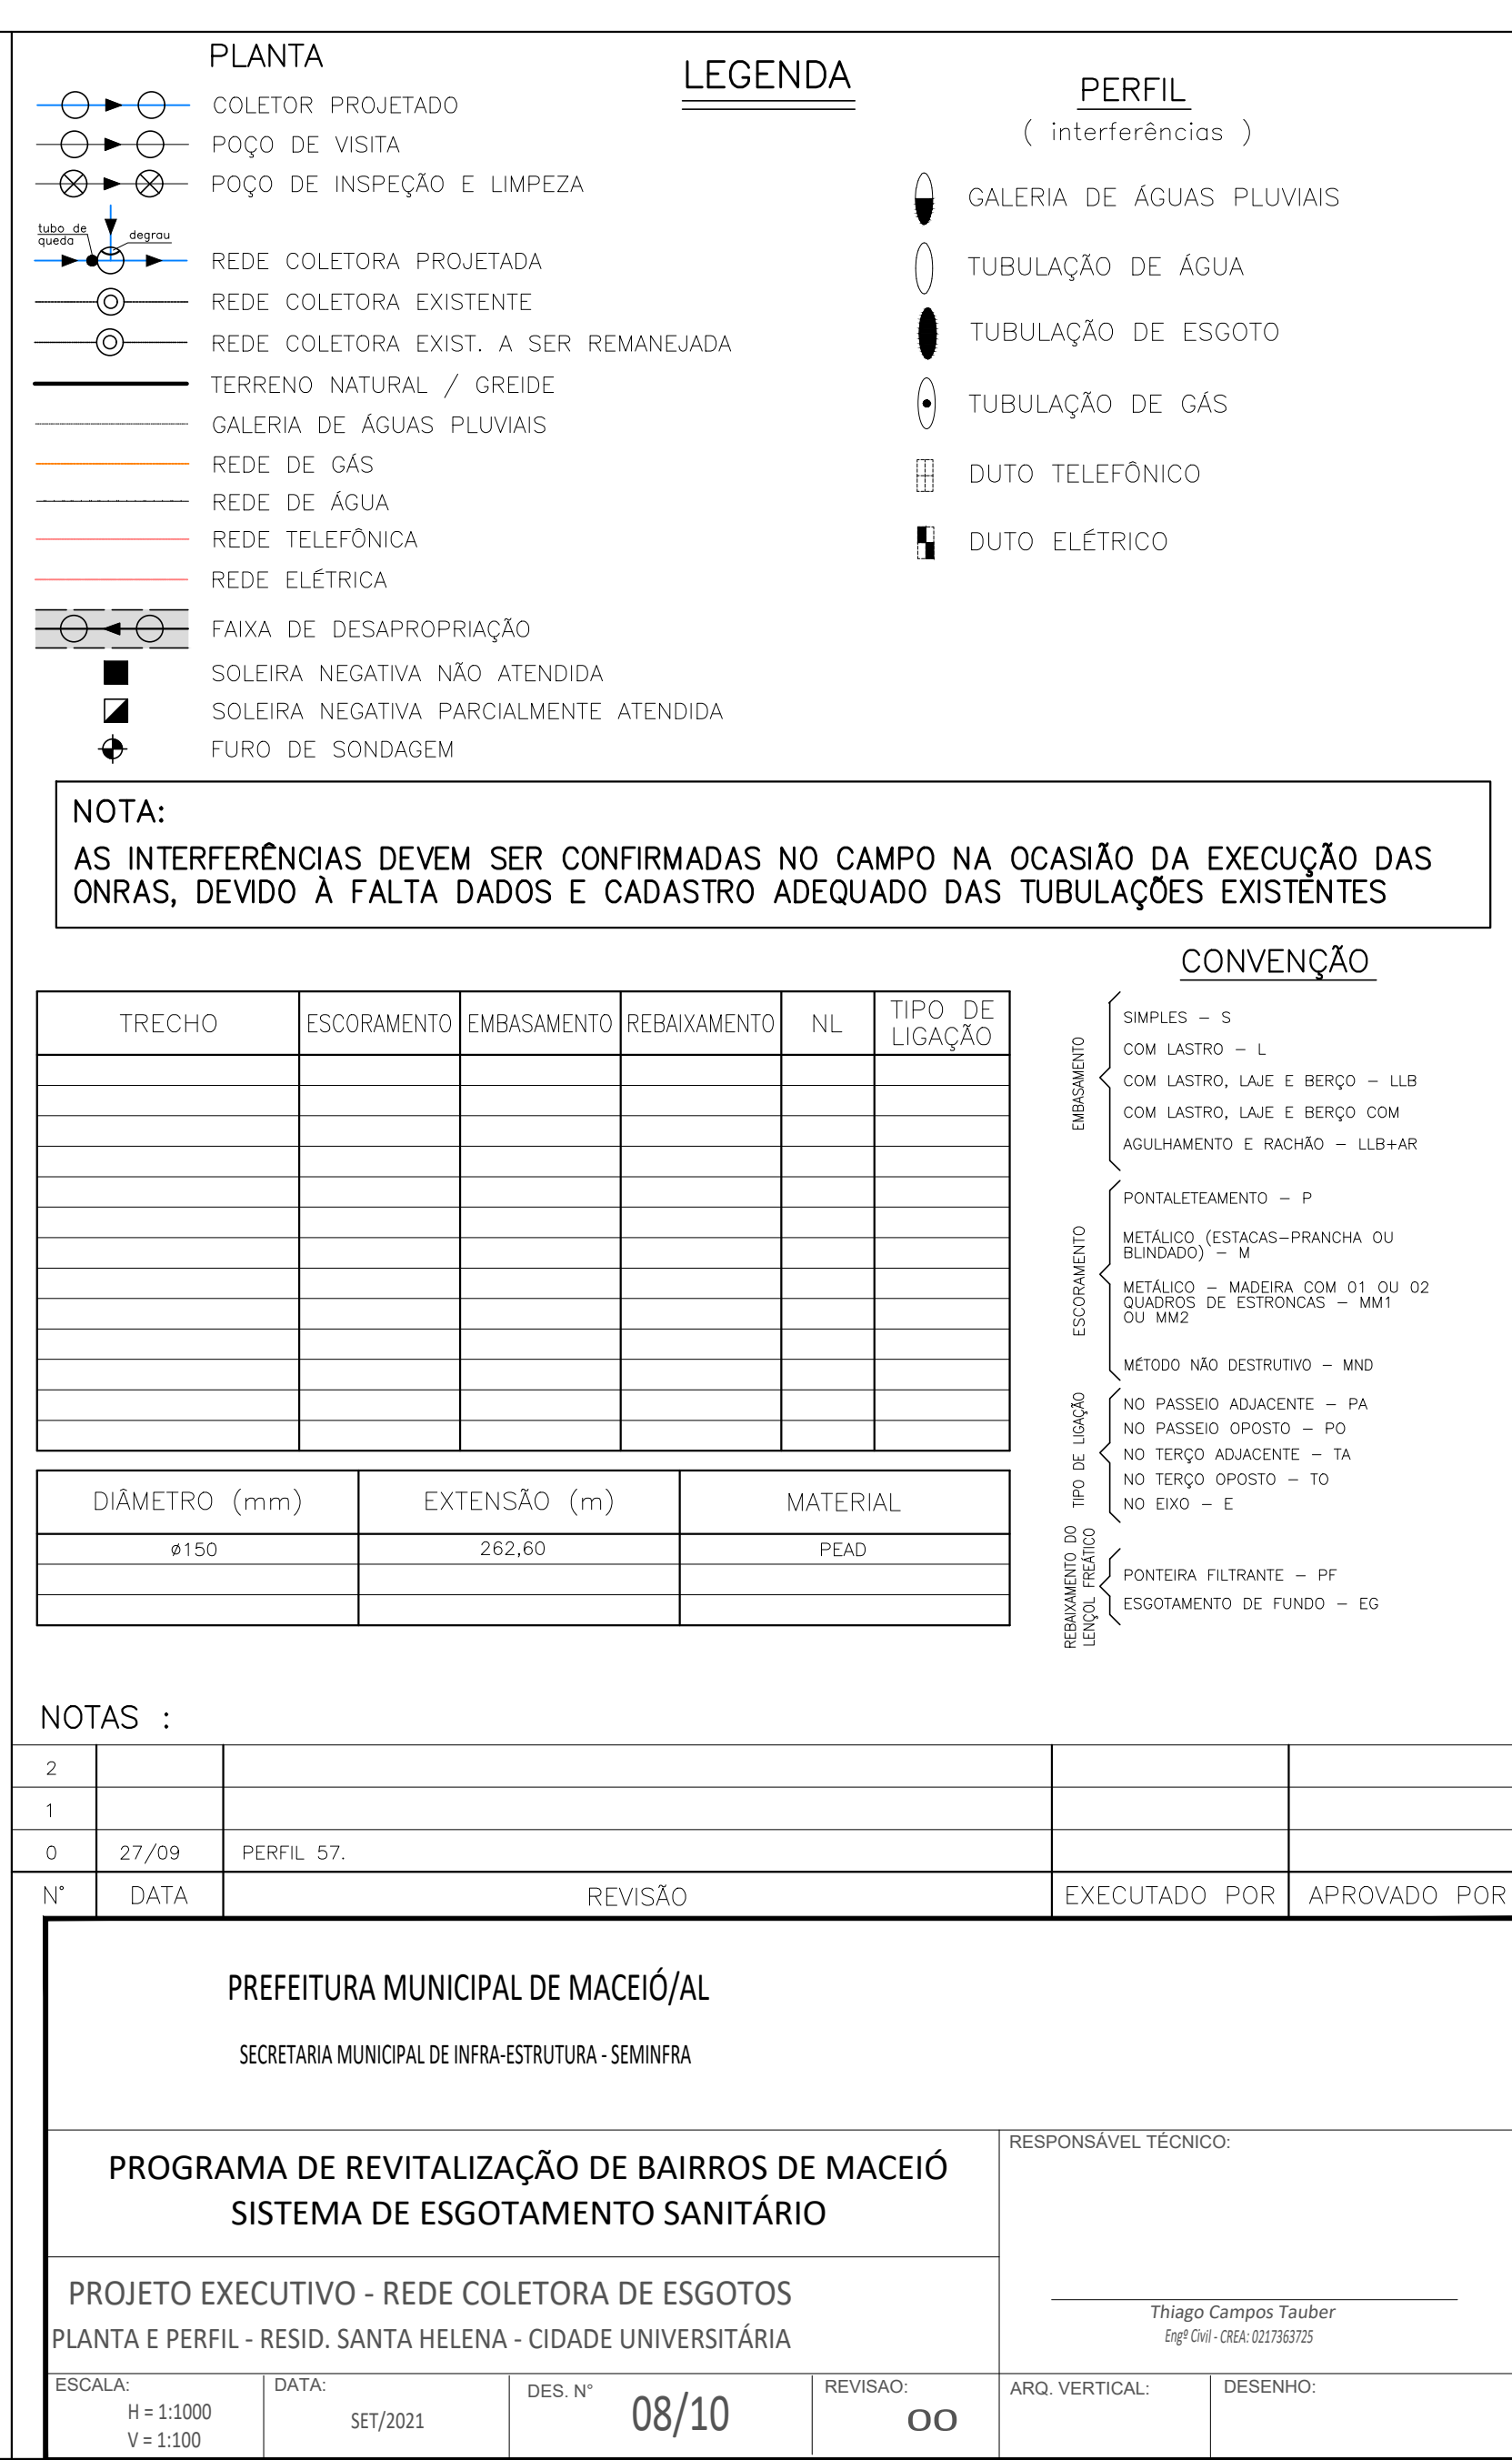 PLANTA
COLETOR PROJETADO
POÇO DE VISITA
POÇO DE INSPEÇÃO E LIMPEZA
tubo de
queda
degrau
REDE COLETORA PROJETADA
REDE COLETORA EXISTENTE
REDE COLETORA EXIST. A SER REMANEJADA
TERRENO NATURAL / GREIDE
GALERIA DE ÁGUAS PLUVIAIS
REDE DE GÁS
REDE DE ÁGUA
REDE TELEFÔNICA
REDE ELÉTRICA
FAIXA DE DESAPROPRIAÇÃO
SOLEIRA NEGATIVA NÃO ATENDIDA
SOLEIRA NEGATIVA PARCIALMENTE ATENDIDA
FURO DE SONDAGEM
LEGENDA
PERFIL
( interferências )
GALERIA DE ÁGUAS PLUVIAIS
TUBULAÇÃO DE ÁGUA
TUBULAÇÃO DE ESGOTO
TUBULAÇÃO DE GÁS
DUTO TELEFÔNICO
DUTO ELÉTRICO
NOTA:
AS INTERFERÊNCIAS DEVEM SER CONFIRMADAS NO CAMPO NA OCASIÃO DA EXECUÇÃO DAS
ONRAS, DEVIDO À FALTA DADOS E CADASTRO ADEQUADO DAS TUBULAÇÕES EXISTENTES
TRECHO ESCORAMENTO EMBASAMENTO REBAIXAMENTO NL TIPO DE
LIGAÇÃO
DIÂMETRO (mm) EXTENSÃO (m) MATERIAL
ø150 262,60 PEAD
CONVENÇÃO
EMBASAMENTO
SIMPLES – S
COM LASTRO – L
COM LASTRO, LAJE E BERÇO – LLB
COM LASTRO, LAJE E BERÇO COM
AGULHAMENTO E RACHÃO – LLB+AR
ESCORAMENTO
PONTALETEAMENTO – P
METÁLICO (ESTACAS–PRANCHA OU
BLINDADO) – M
METÁLICO – MADEIRA COM 01 OU 02
QUADROS DE ESTRONCAS – MM1
OU MM2
MÉTODO NÃO DESTRUTIVO – MND
TIPO DE LIGAÇÃO
NO PASSEIO ADJACENTE – PA
NO PASSEIO OPOSTO – PO
NO TERÇO ADJACENTE – TA
NO TERÇO OPOSTO – TO
NO EIXO – E
REBAIXAMENTO DO
LENÇOL FREÁTICO
PONTEIRA FILTRANTE – PF
ESGOTAMENTO DE FUNDO – EG
NOTAS :
2
1
0 27/09 PERFIL 57.
N° DATA REVISÃO EXECUTADO POR APROVADO POR
PREFEITURA MUNICIPAL DE MACEIÓ/AL
SECRETARIA MUNICIPAL DE INFRA-ESTRUTURA - SEMINFRA
PROGRAMA DE REVITALIZAÇÃO DE BAIRROS DE MACEIÓ
SISTEMA DE ESGOTAMENTO SANITÁRIO
RESPONSÁVEL TÉCNICO:
PROJETO EXECUTIVO - REDE COLETORA DE ESGOTOS
PLANTA E PERFIL - RESID. SANTA HELENA - CIDADE UNIVERSITÁRIA
Thiago Campos Tauber
Engº Civil - CREA: 0217363725
ESCALA:
H = 1:1000
V = 1:100
DATA:
SET/2021
DES. N° 08/10
REVISAO:
00
ARQ. VERTICAL:
DESENHO: